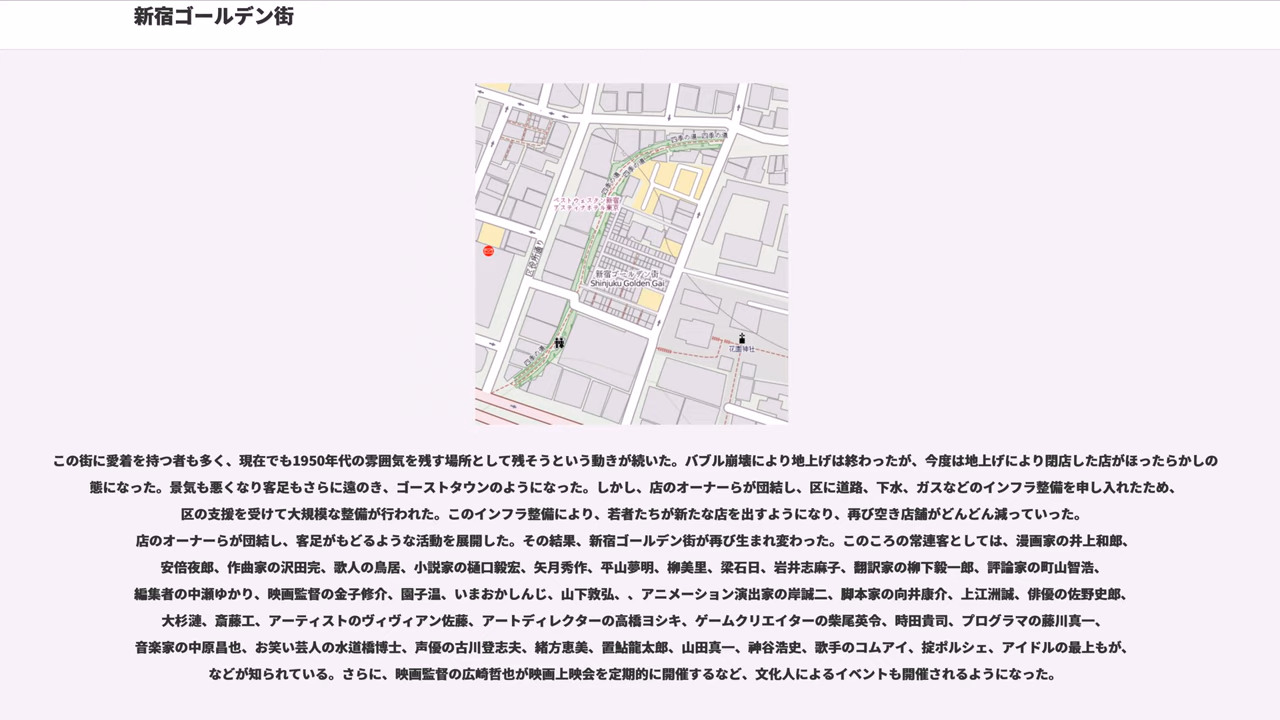 新宿ゴールデン街
四季の道 四季の道
四季の道
四季の道
ベストウェスタン新宿
アスティナホテル東京
区役所通り
新宿ゴールデン街
Shinjuku Golden Gai
四季の道
花園神社
この街に愛着を持つ者も多く、現在でも1950年代の雰囲気を残す場所として残そうという動きが続いた。バブル崩壊により地上げは終わったが、今度は地上げにより閉店した店がほったらかしの
態になった。景気も悪くなり客足もさらに遠のき、ゴーストタウンのようになった。しかし、店のオーナーらが団結し、区に道路、下水、ガスなどのインフラ整備を申し入れたため、
区の支援を受けて大規模な整備が行われた。このインフラ整備により、若者たちが新たな店を出すようになり、再び空き店舗がどんどん減っていった。
店のオーナーらが団結し、客足がもどるような活動を展開した。その結果、新宿ゴールデン街が再び生まれ変わった。このころの常連客としては、漫画家の井上和郎、
安倍夜郎、作曲家の沢田完、歌人の鳥居、小説家の樋口毅宏、矢月秀作、平山夢明、柳美里、梁石日、岩井志麻子、翻訳家の柳下毅一郎、評論家の町山智浩、
編集者の中瀬ゆかり、映画監督の金子修介、園子温、いまおかしんじ、山下敦弘、、アニメーション演出家の岸誠二、脚本家の向井康介、上江洲誠、俳優の佐野史郎、
大杉漣、斎藤工、アーティストのヴィヴィアン佐藤、アートディレクターの高橋ヨシキ、ゲームクリエイターの柴尾英令、時田貴司、プログラマの藤川真一、
音楽家の中原昌也、お笑い芸人の水道橋博士、声優の古川登志夫、緒方恵美、置鮎龍太郎、山田真一、神谷浩史、歌手のコムアイ、掟ポルシェ、アイドルの最上もが、
などが知られている。さらに、映画監督の広崎哲也が映画上映会を定期的に開催するなど、文化人によるイベントも開催されるようになった。